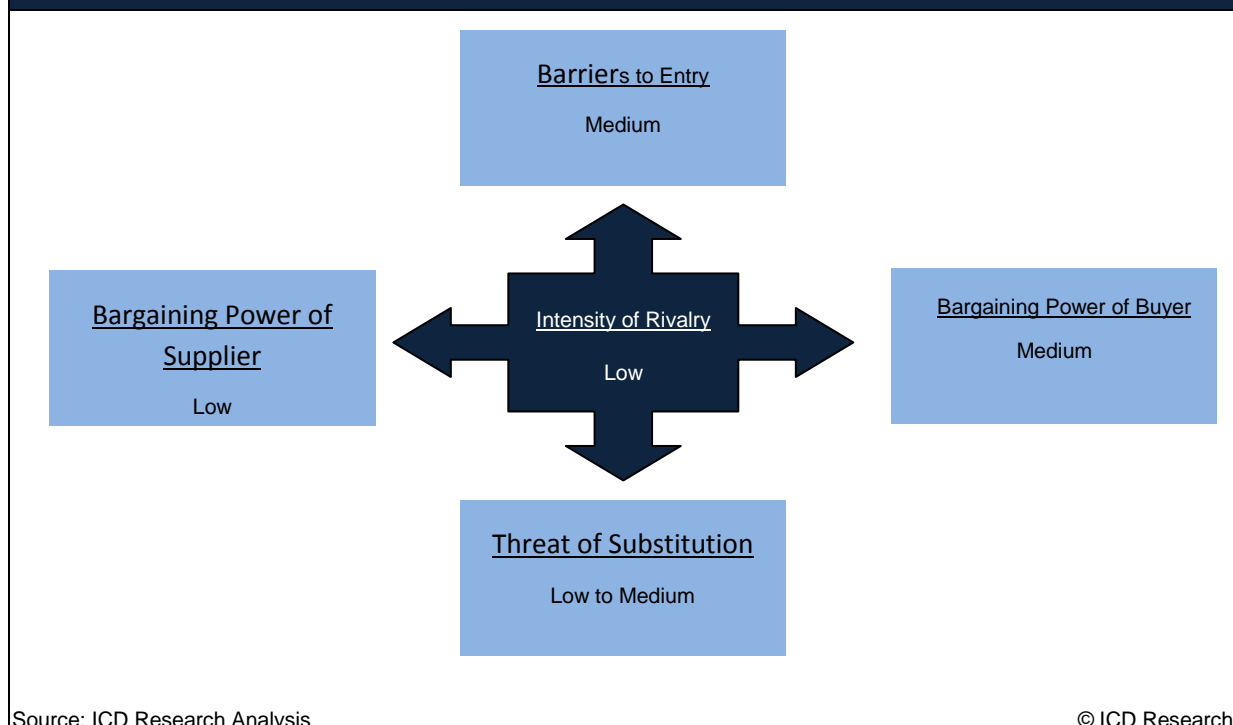 Barriers to Entry
Medium
Bargaining Power of
Supplier
Low
Intensity of Rivalry
Low
Bargaining Power of Buyer
Medium
Threat of Substitution
Low to Medium
Source: ICD Research Analysis
© ICD Research